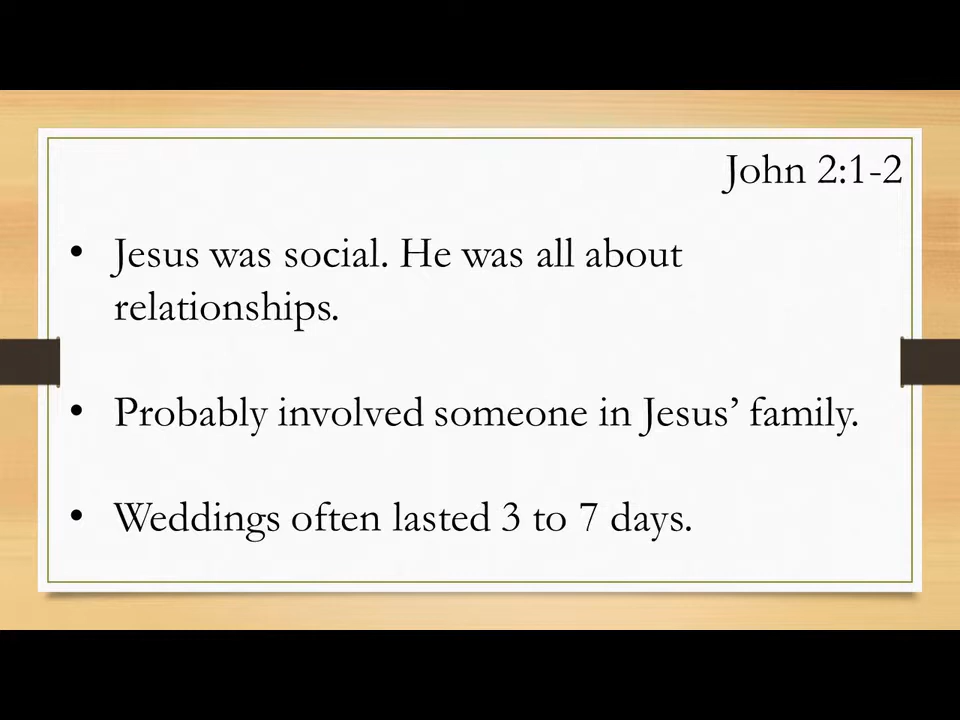 John 2:1-2
• Jesus was social. He was all about
relationships.
• Probably involved someone in Jesus’ family.
• Weddings often lasted 3 to 7 days.